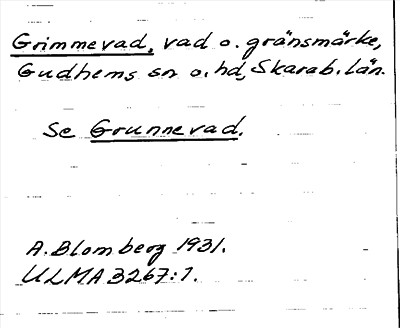 Grimmevad, vad o. gränsmärke,
Gudhems sn o. hd, Skarab. län.
Se Grunnevad.
A. Blomberg 1931.
ULMA 3267:1.